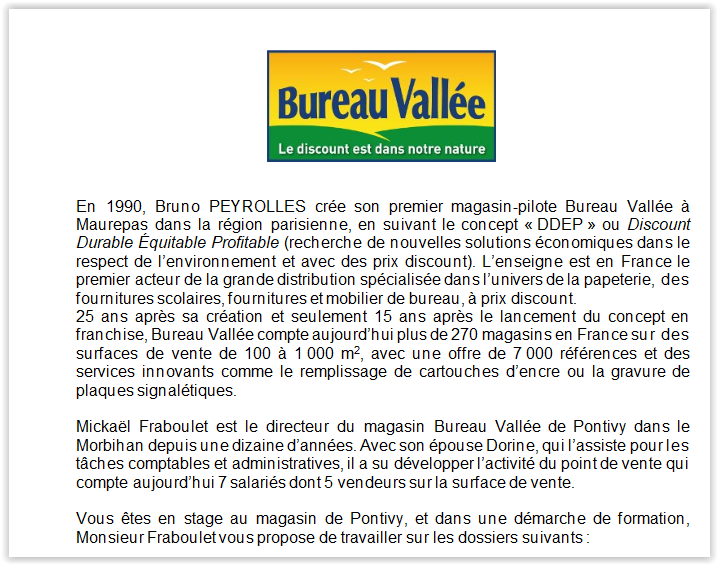 Bureau Vallée
Le discount est dans notre nature
En 1990, Bruno PEYROLLES crée son premier magasin-pilote Bureau Vallée à
Maurepas dans la région parisienne, en suivant le concept « DDEP » ou Discount
Durable Équitable Profitable (recherche de nouvelles solutions économiques dans le
respect de l’environnement et avec des prix discount). L’enseigne est en France le
premier acteur de la grande distribution spécialisée dans l’univers de la papeterie, des
fournitures scolaires, fournitures et mobilier de bureau, à prix discount.
25 ans après sa création et seulement 15 ans après le lancement du concept en
franchise, Bureau Vallée compte aujourd’hui plus de 270 magasins en France sur des
surfaces de vente de 100 à 1 000 m², avec une offre de 7 000 références et des
services innovants comme le remplissage de cartouches d’encre ou la gravure de
plaques signalétiques.
Mickaël Fraboulet est le directeur du magasin Bureau Vallée de Pontivy dans le
Morbihan depuis une dizaine d’années. Avec son épouse Dorine, qui l’assiste pour les
tâches comptables et administratives, il a su développer l’activité du point de vente qui
compte aujourd’hui 7 salariés dont 5 vendeurs sur la surface de vente.
Vous êtes en stage au magasin de Pontivy, et dans une démarche de formation,
Monsieur Fraboulet vous propose de travailler sur les dossiers suivants :